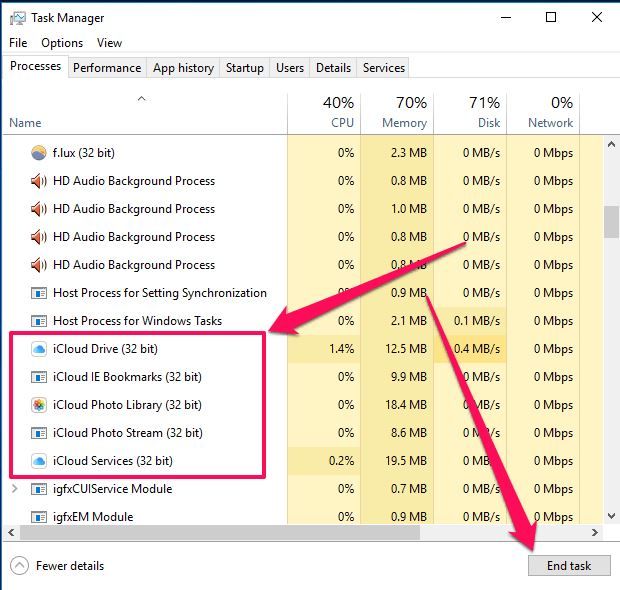 Task Manager
File Options View
Processes Performance App history Startup Users Details Services
40% 70% 71% 0%
Name CPU Memory Disk Network
f.lux (32 bit) 0% 2.3 MB 0 MB/s 0 Mbps
HD Audio Background Process 0% 0.8 MB 0 MB/s 0 Mbps
HD Audio Background Process 0% 1.0 MB 0 MB/s 0 Mbps
HD Audio Background Process 0% 0.8 MB 0 MB/s 0 Mbps
HD Audio Background Process 0% 0.8 MB 0 MB/s 0 Mbps
Host Process for Setting Synchronization 0% 0.9 MB 0 MB/s 0 Mbps
Host Process for Windows Tasks 0% 2.1 MB 0.1 MB/s 0 Mbps
iCloud Drive (32 bit) 1.4% 12.5 MB 0.4 MB/s 0 Mbps
iCloud IE Bookmarks (32 bit) 0% 9.9 MB 0 MB/s 0 Mbps
iCloud Photo Library (32 bit) 0% 18.4 MB 0 MB/s 0 Mbps
iCloud Photo Stream (32 bit) 0% 8.6 MB 0 MB/s 0 Mbps
iCloud Services (32 bit) 0.2% 19.5 MB 0 MB/s 0 Mbps
igfxCUIService Module 0% 0.7 MB 0 MB/s 0 Mbps
igfxEM Module 0% 0.9 MB 0 MB/s 0 Mbps
Fewer details End task